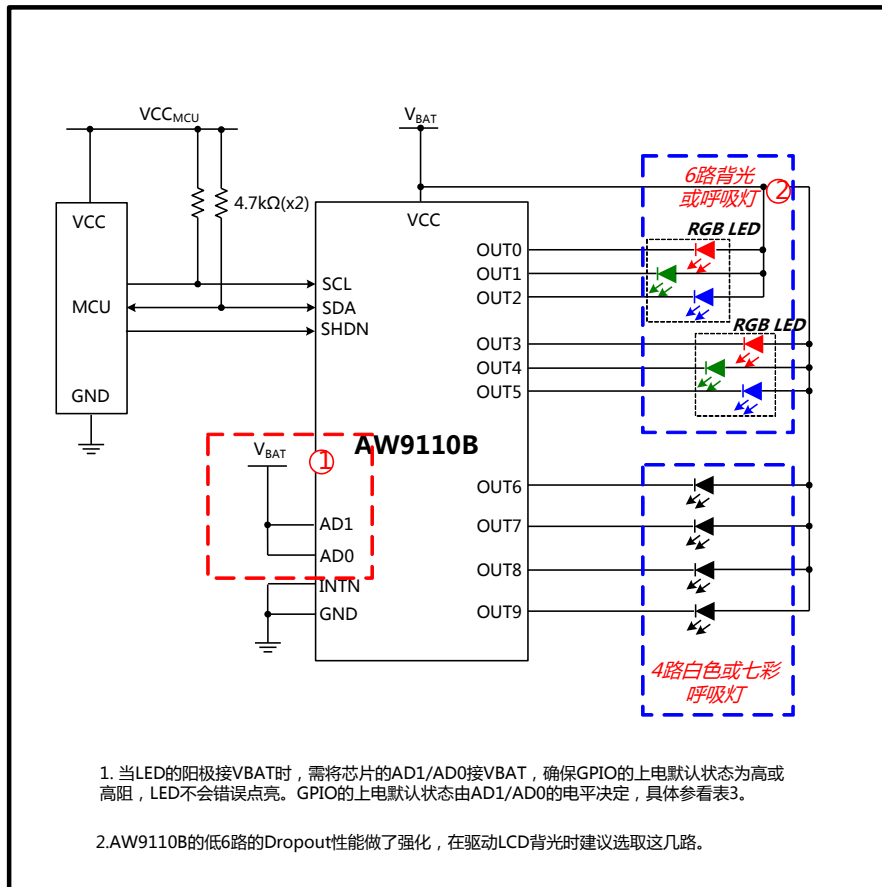 VCCMCU
VBAT
4.7kΩ(x2)
VCC
VCC
6路背光
或呼吸灯
②
RGB LED
OUT0
OUT1
OUT2
SCL
MCU
SDA
SHDN
RGB LED
OUT3
OUT4
OUT5
GND
VBAT
①
AW9110B
OUT6
AD1
OUT7
AD0
OUT8
INTN
GND
OUT9
4路白色或七彩
呼吸灯
1. 当LED的阳极接VBAT时，需将芯片的AD1/AD0接VBAT，确保GPIO的上电默认状态为高或
高阻，LED不会错误点亮。GPIO的上电默认状态由AD1/AD0的电平决定，具体参看表3。
2.AW9110B的低6路的Dropout性能做了强化，在驱动LCD背光时建议选取这几路。